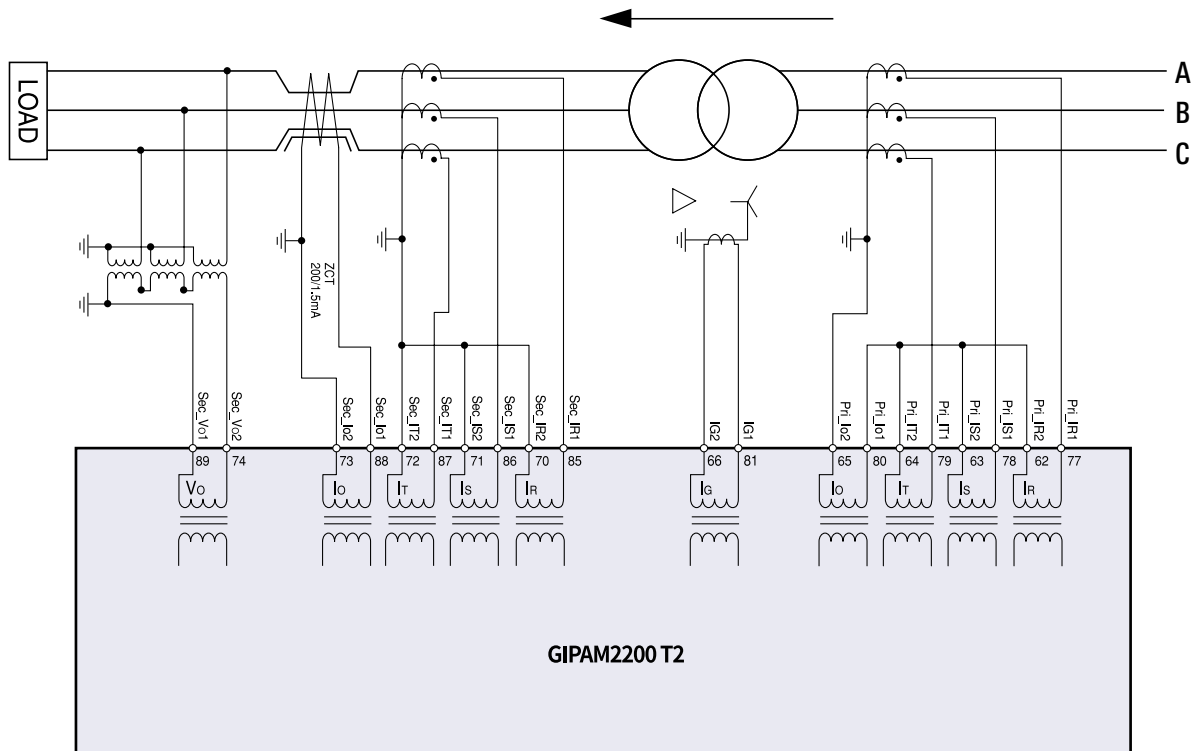 A
B
C
LOAD
ZCT
200/1.5mA
Sec_Vo1
Sec_Vo2
Sec_Io2
Sec_Io1
Sec_IT2
Sec_IT1
Sec_IS2
Sec_IS1
Sec_IR2
Sec_IR1
IG2
IG1
Pri_Io2
Pri_Io1
Pri_IT2
Pri_IT1
Pri_IS2
Pri_IS1
Pri_IR2
Pri_IR1
89 74 73 88 72 87 71 86 70 85 66 81 65 80 64 79 63 78 62 77
Vo Io IT IS IR IG Io IT IS IR
GIPAM2200 T2